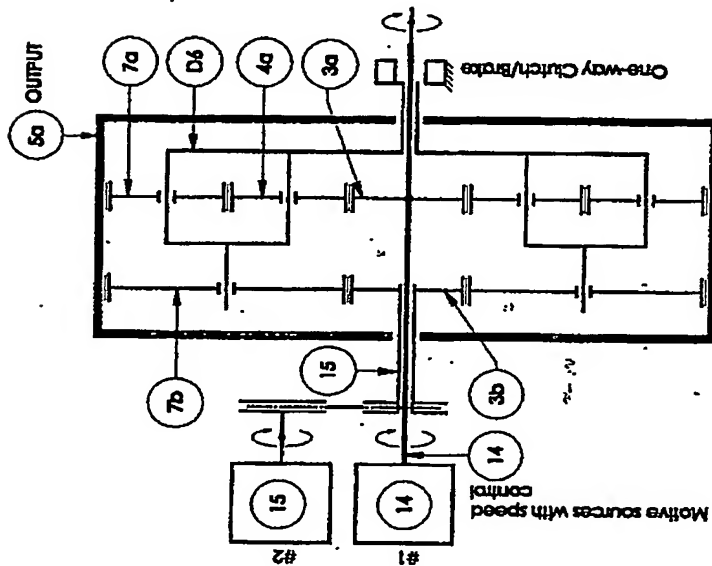 5a OUTPUT
7a
D6
4a
3a
One-way Clutch/Brake
7b
15
3b
15
#2
14
14
#1
Motive sources with speed
control